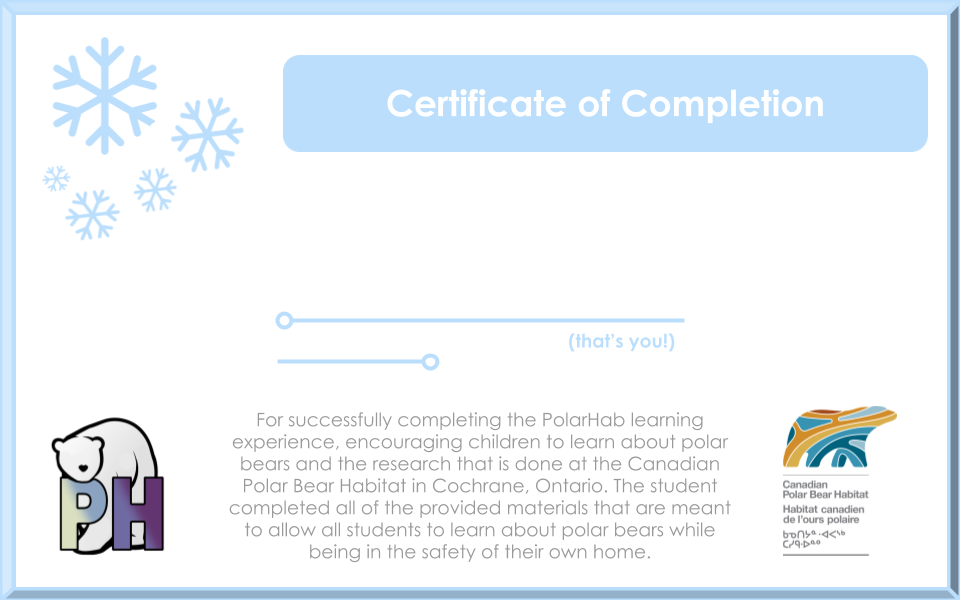 Certificate of Completion
(that's you!)
For successfully completing the PolarHab learning
experience, encouraging children to learn about polar
bears and the research that is done at the Canadian
Polar Bear Habitat in Cochrane, Ontario. The student
completed all of the provided materials that are meant
to allow all students to learn about polar bears while
being in the safety of their own home.
PH
Canadian
Polar Bear Habitat
Habitat canadien
de l'ours polaire